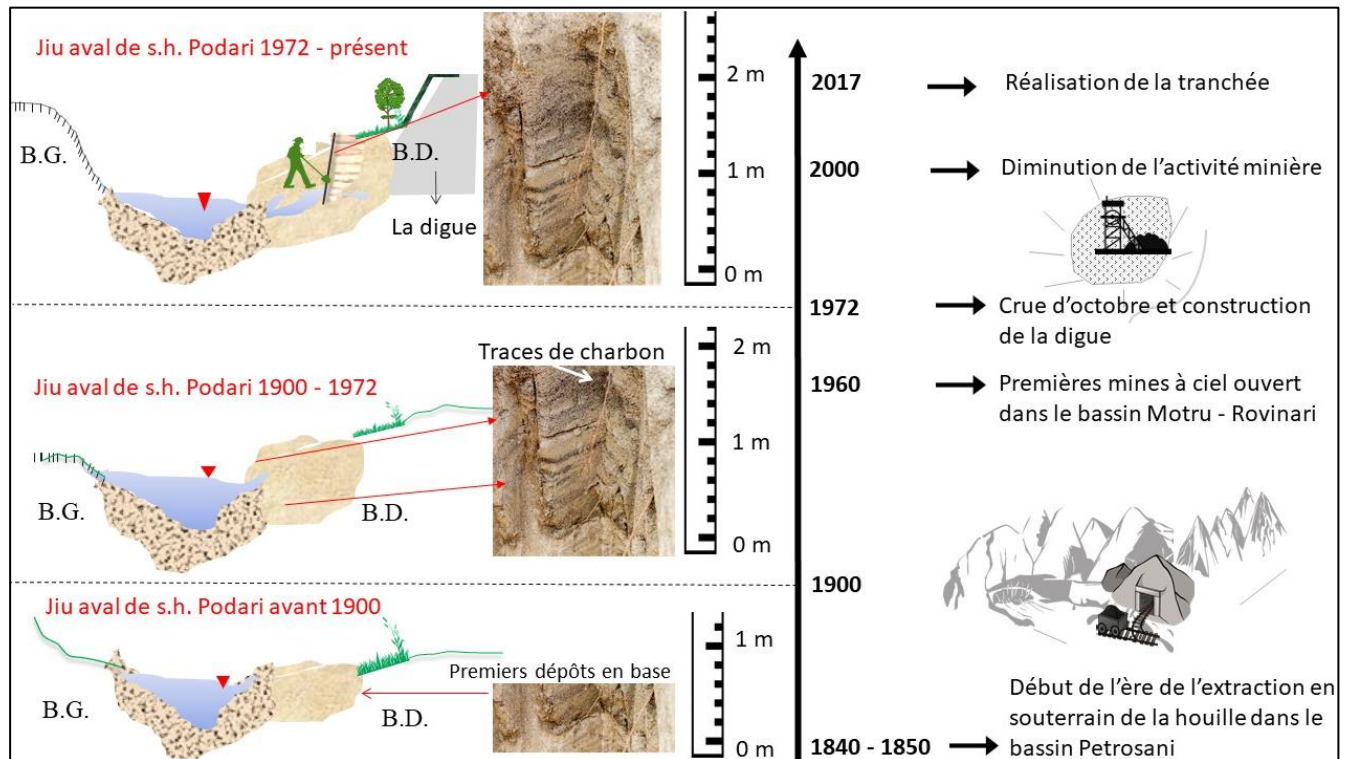 Jiu aval de s.h. Podari 1972 - présent
B.G.
B.D.
La digue
2 m
1 m
0 m
2017
Réalisation de la tranchée
2000
Diminution de l'activité minière
1972
Crue d'octobre et construction
de la digue
Jiu aval de s.h. Podari 1900 - 1972
B.G.
B.D.
Traces de charbon
2 m
1 m
0 m
1960
Premières mines à ciel ouvert
dans le bassin Motru - Rovinari
1900
Jiu aval de s.h. Podari avant 1900
B.G.
B.D.
Premiers dépôts en base
1 m
0 m
1840 - 1850
Début de l'ère de l'extraction en
souterrain de la houille dans le
bassin Petrosani